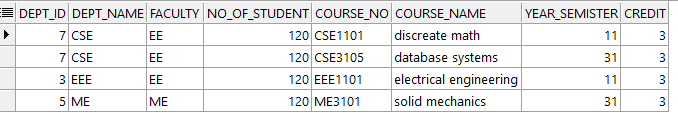 DEPT_ID DEPT_NAME FACULTY NO_OF_STUDENT COURSE_NO COURSE_NAME YEAR_SEMISTER CREDIT
7 CSE EE 120 CSE1101 discreate math 11 3
7 CSE EE 120 CSE3105 database systems 31 3
3 EEE EE 120 EEE1101 electrical engineering 11 3
5 ME ME 120 ME3101 solid mechanics 31 3